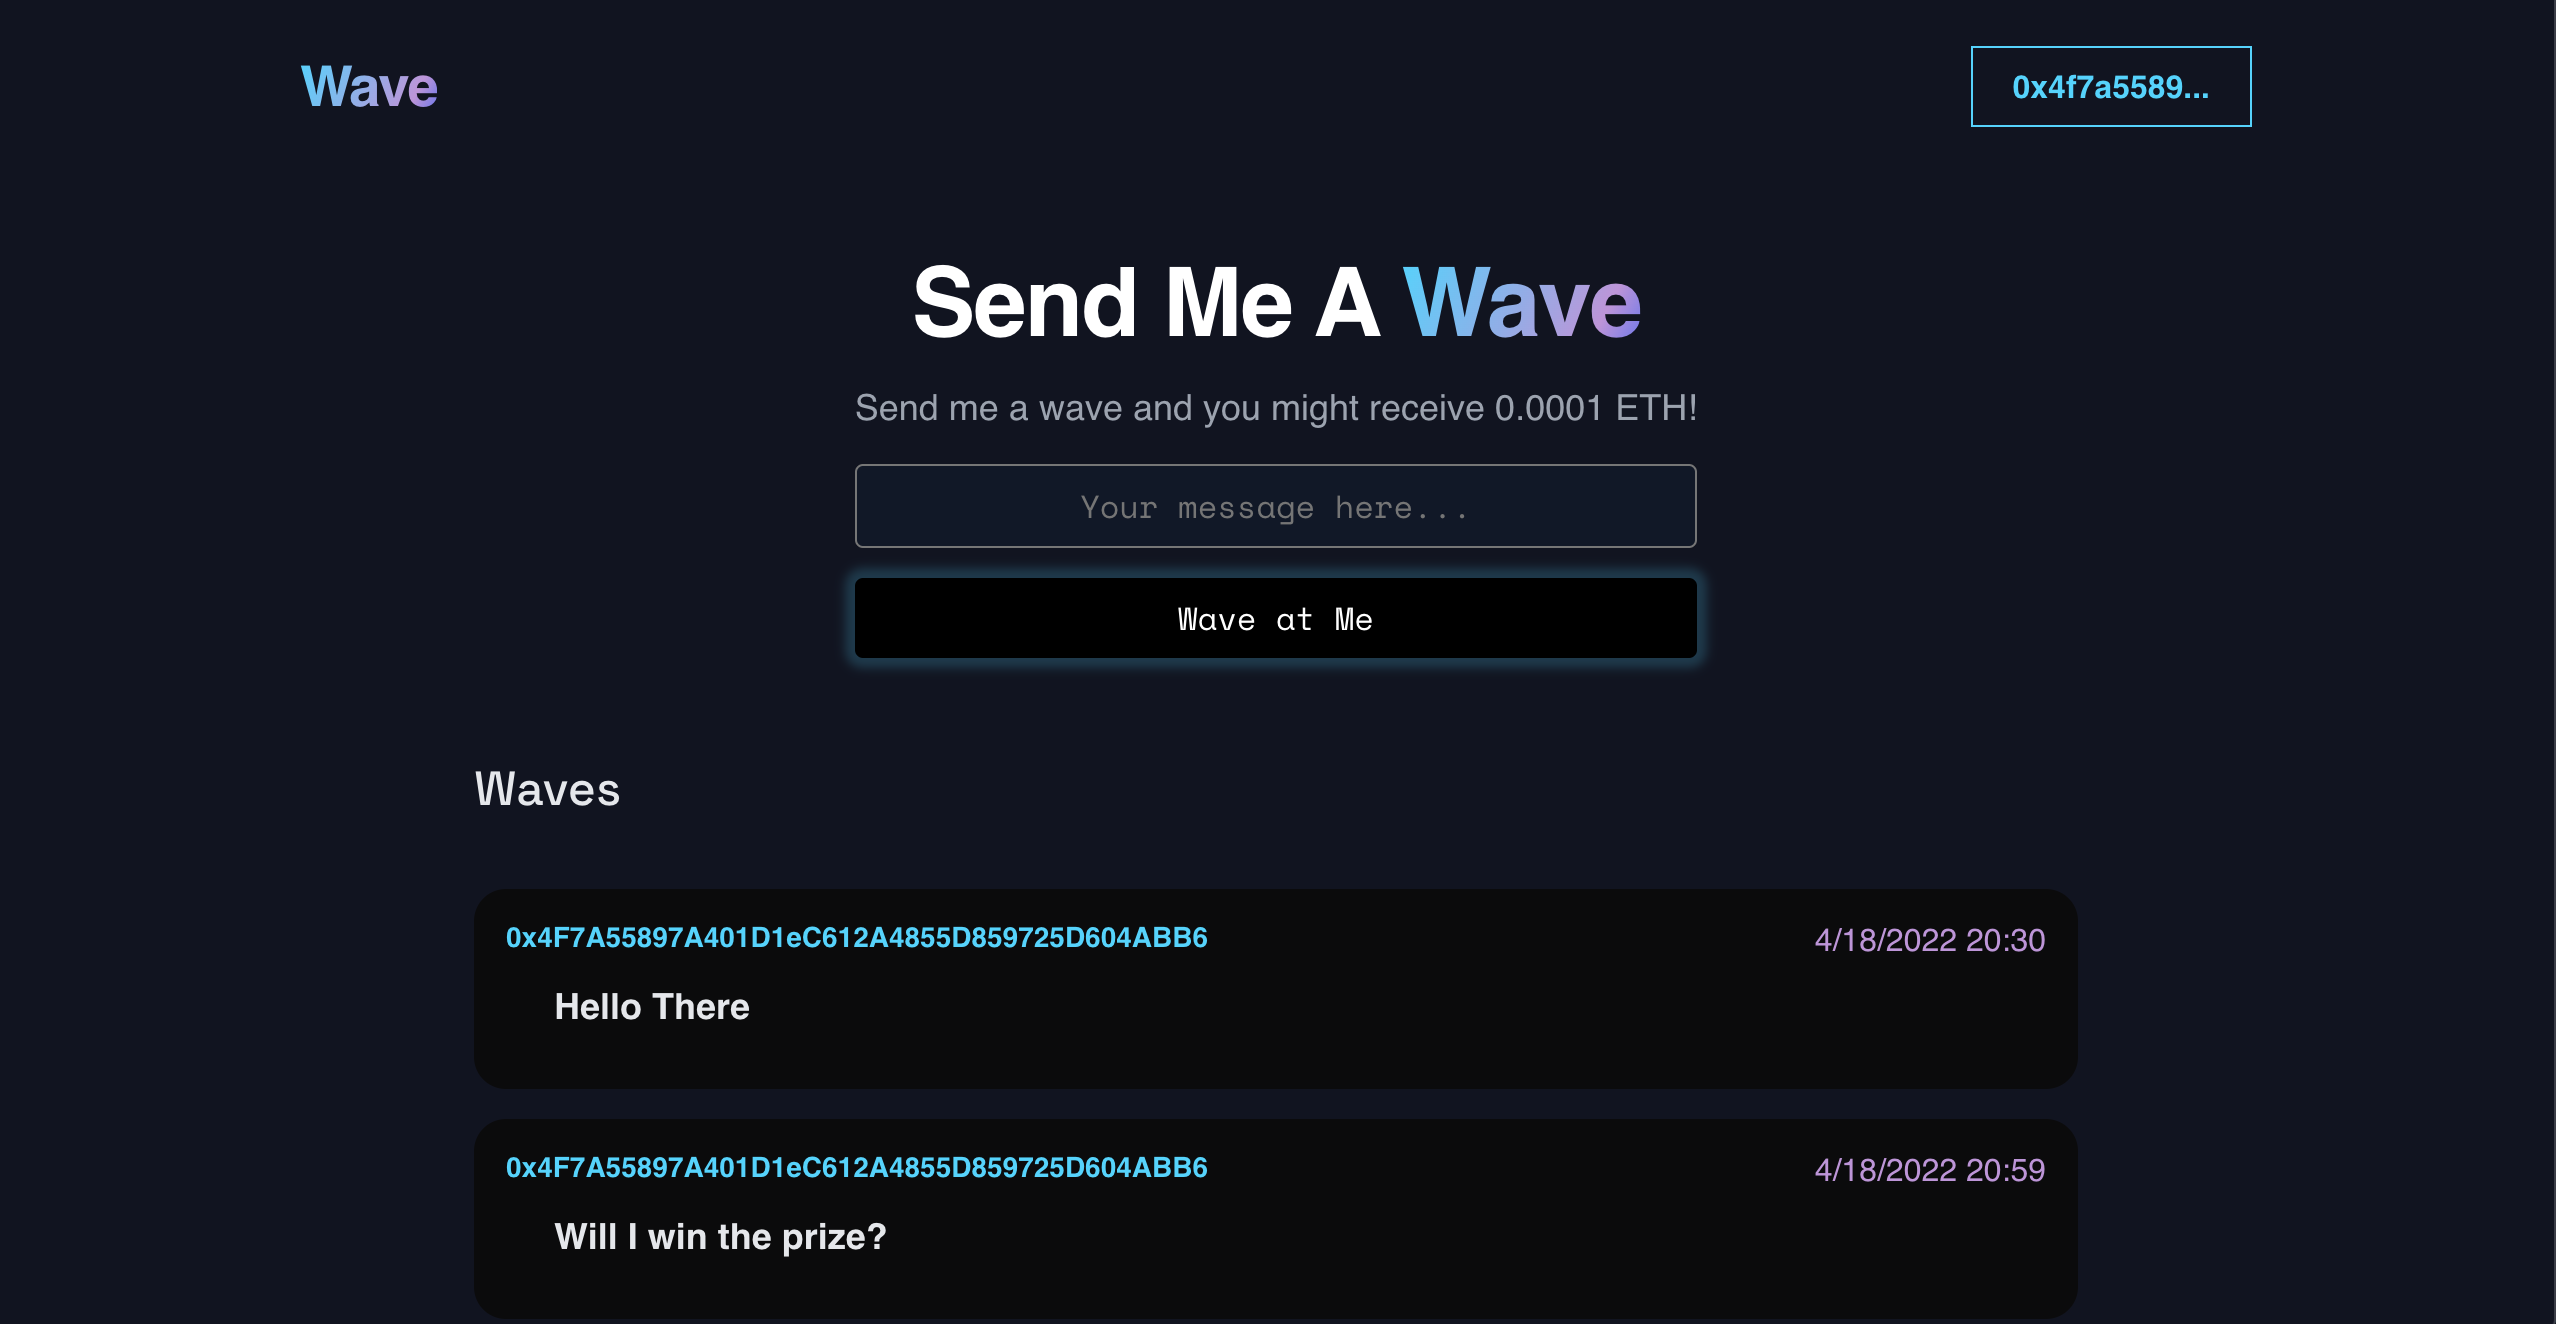 Wave
0x4f7a5589...
Send Me A Wave
Send me a wave and you might receive 0.0001 ETH!
Your message here...
Wave at Me
Waves
0x4F7A55897A401D1eC612A4855D859725D604ABB6
4/18/2022 20:30
Hello There
0x4F7A55897A401D1eC612A4855D859725D604ABB6
4/18/2022 20:59
Will I win the prize?